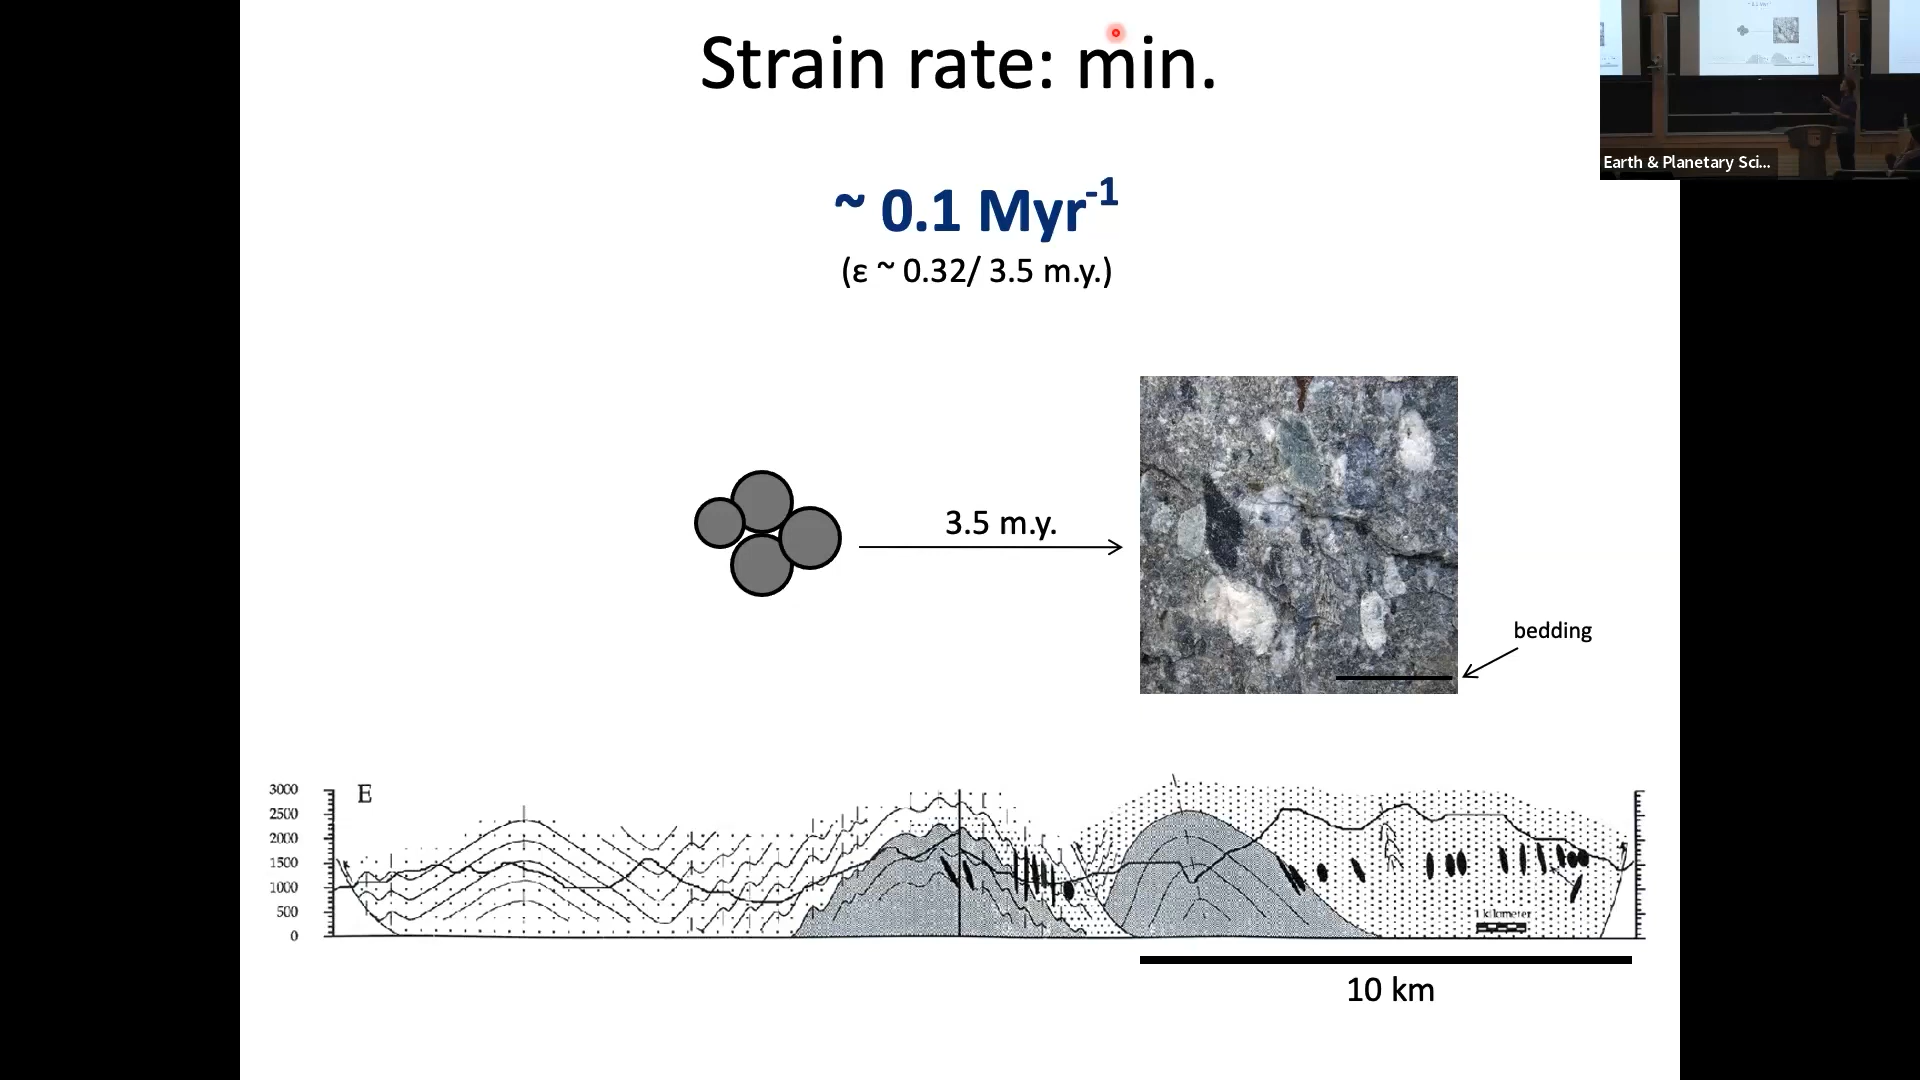 Strain rate: min.
Earth & Planetary Sci...
~ 0.1 Myr-1
(ε ~ 0.32/ 3.5 m.y.)
3.5 m.y.
bedding
3000
2500
2000
1500
1000
500
0
E
1 kilometer
10 km